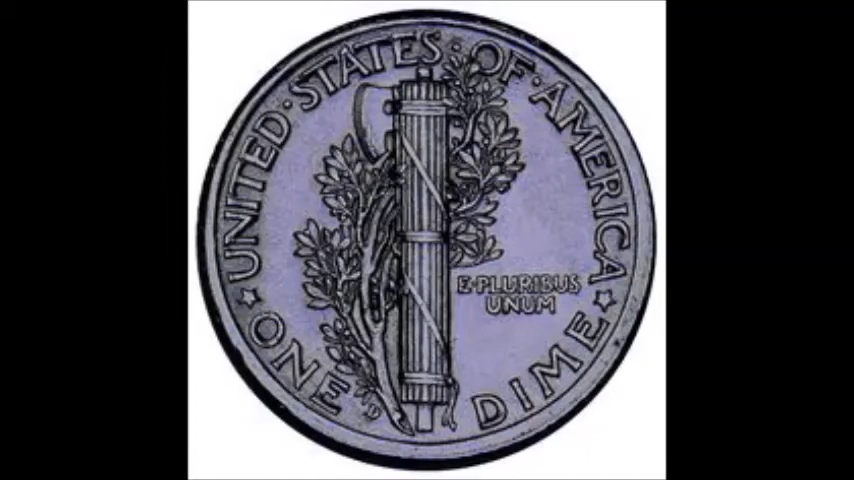 UNITED·STATES·OF·AMERICA
E·PLURIBUS
UNUM
ONE DIME
D